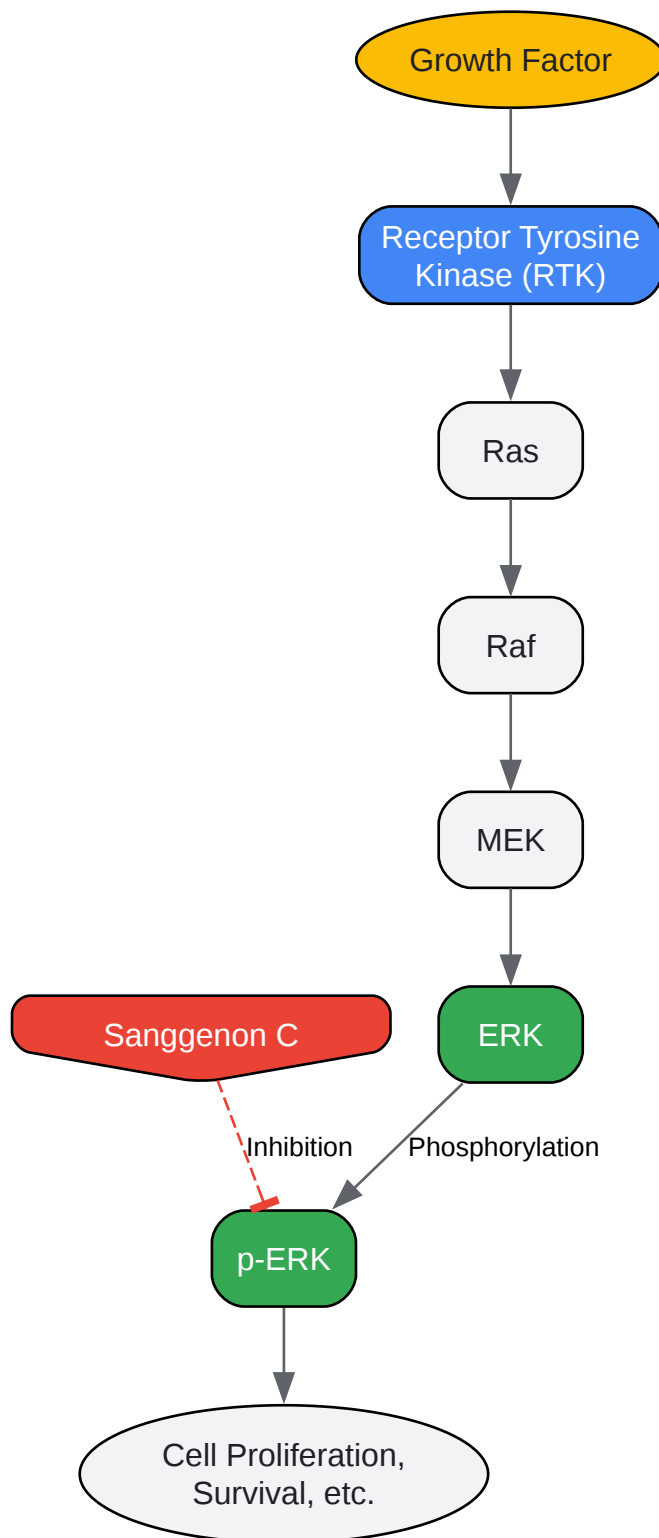 Growth Factor
Receptor Tyrosine
Kinase (RTK)
Ras
Raf
MEK
Sanggenon C
ERK
Inhibition
Phosphorylation
p-ERK
Cell Proliferation,
Survival, etc.